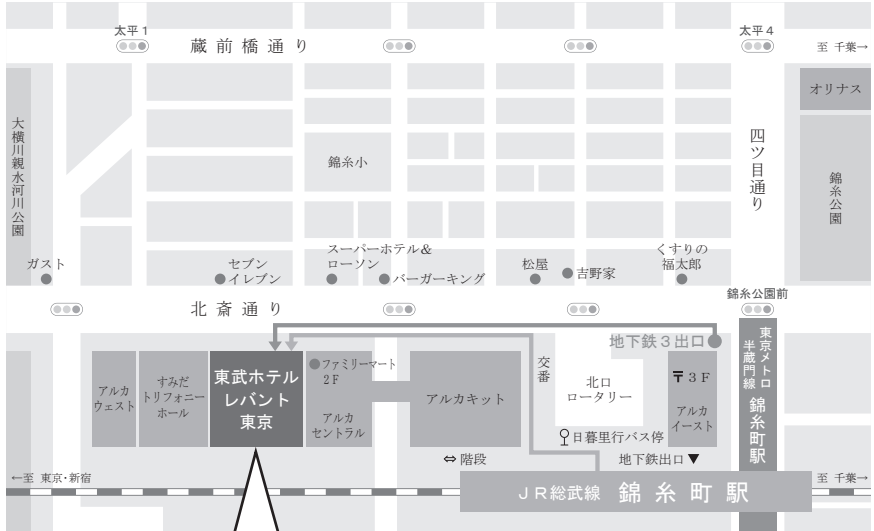 太平1
太平4
蔵前橋通り
至 千葉→
オリナス
大横川親水河川公園
四ツ目通り
錦糸公園
錦糸小
ガスト
セブン
イレブン
スーパーホテル&
ローソン
バーガーキング
松屋
吉野家
くすりの
福太郎
錦糸公園前
北斎通り
地下鉄3出口
東京メトロ
半蔵門線
錦糸町駅
アルカ
ウェスト
すみだ
トリフォニー
ホール
東武ホテル
レバント
東京
ファミリーマート
2F
アルカ
セントラル
アルカキット
交番
北口
ロータリー
〒3F
アルカ
イースト
日暮里行バス停
⇔階段
地下鉄出口▼
←至 東京・新宿
JR総武線 錦糸町駅
至 千葉→